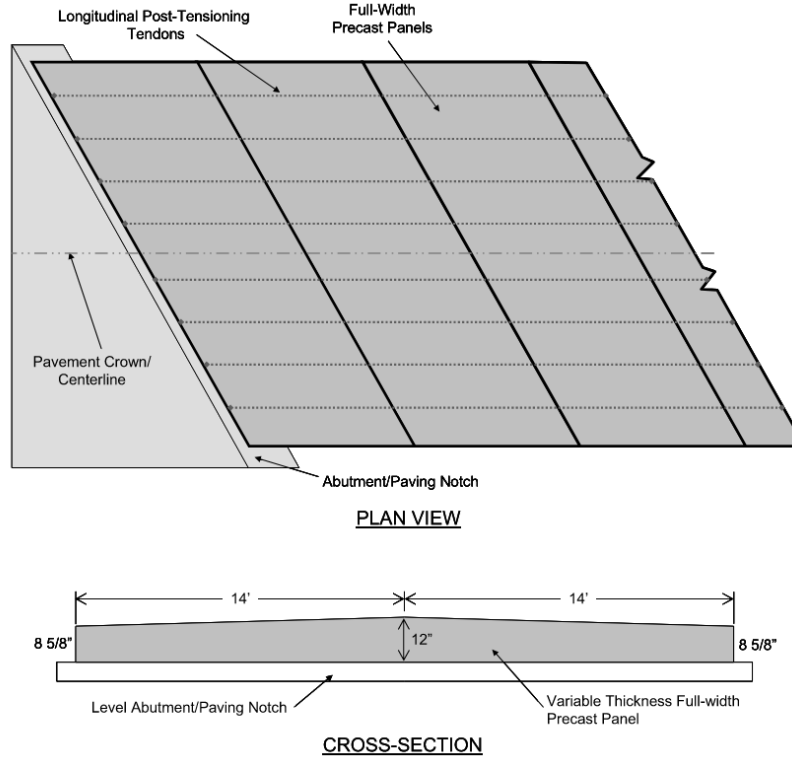 Longitudinal Post-Tensioning
Tendons
Full-Width
Precast Panels
Pavement Crown/
Centerline
Abutment/Paving Notch
PLAN VIEW
14'
14'
8 5/8"
12"
8 5/8"
Level Abutment/Paving Notch
Variable Thickness Full-width
Precast Panel
CROSS-SECTION